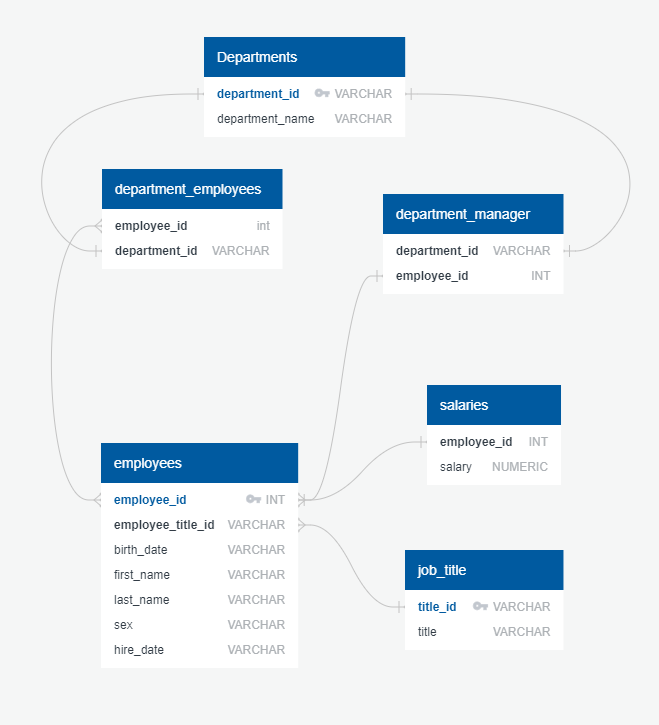 Departments
department_id VARCHAR
department_name VARCHAR
department_employees
employee_id int
department_id VARCHAR
department_manager
department_id VARCHAR
employee_id INT
salaries
employee_id INT
salary NUMERIC
employees
employee_id INT
employee_title_id VARCHAR
birth_date VARCHAR
first_name VARCHAR
last_name VARCHAR
sex VARCHAR
hire_date VARCHAR
job_title
title_id VARCHAR
title VARCHAR